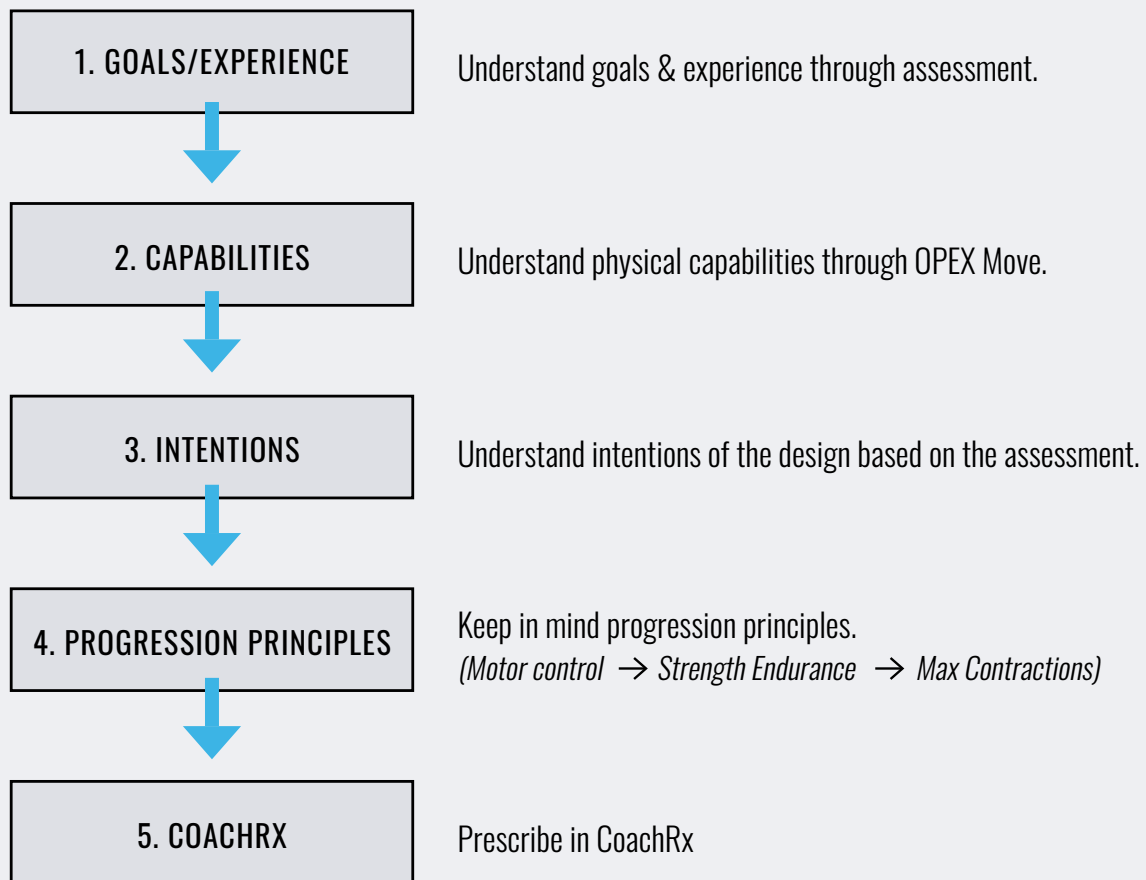 1. GOALS/EXPERIENCE
Understand goals & experience through assessment.
2. CAPABILITIES
Understand physical capabilities through OPEX Move.
3. INTENTIONS
Understand intentions of the design based on the assessment.
4. PROGRESSION PRINCIPLES
Keep in mind progression principles.
(Motor control → Strength Endurance → Max Contractions)
5. COACHRX
Prescribe in CoachRx